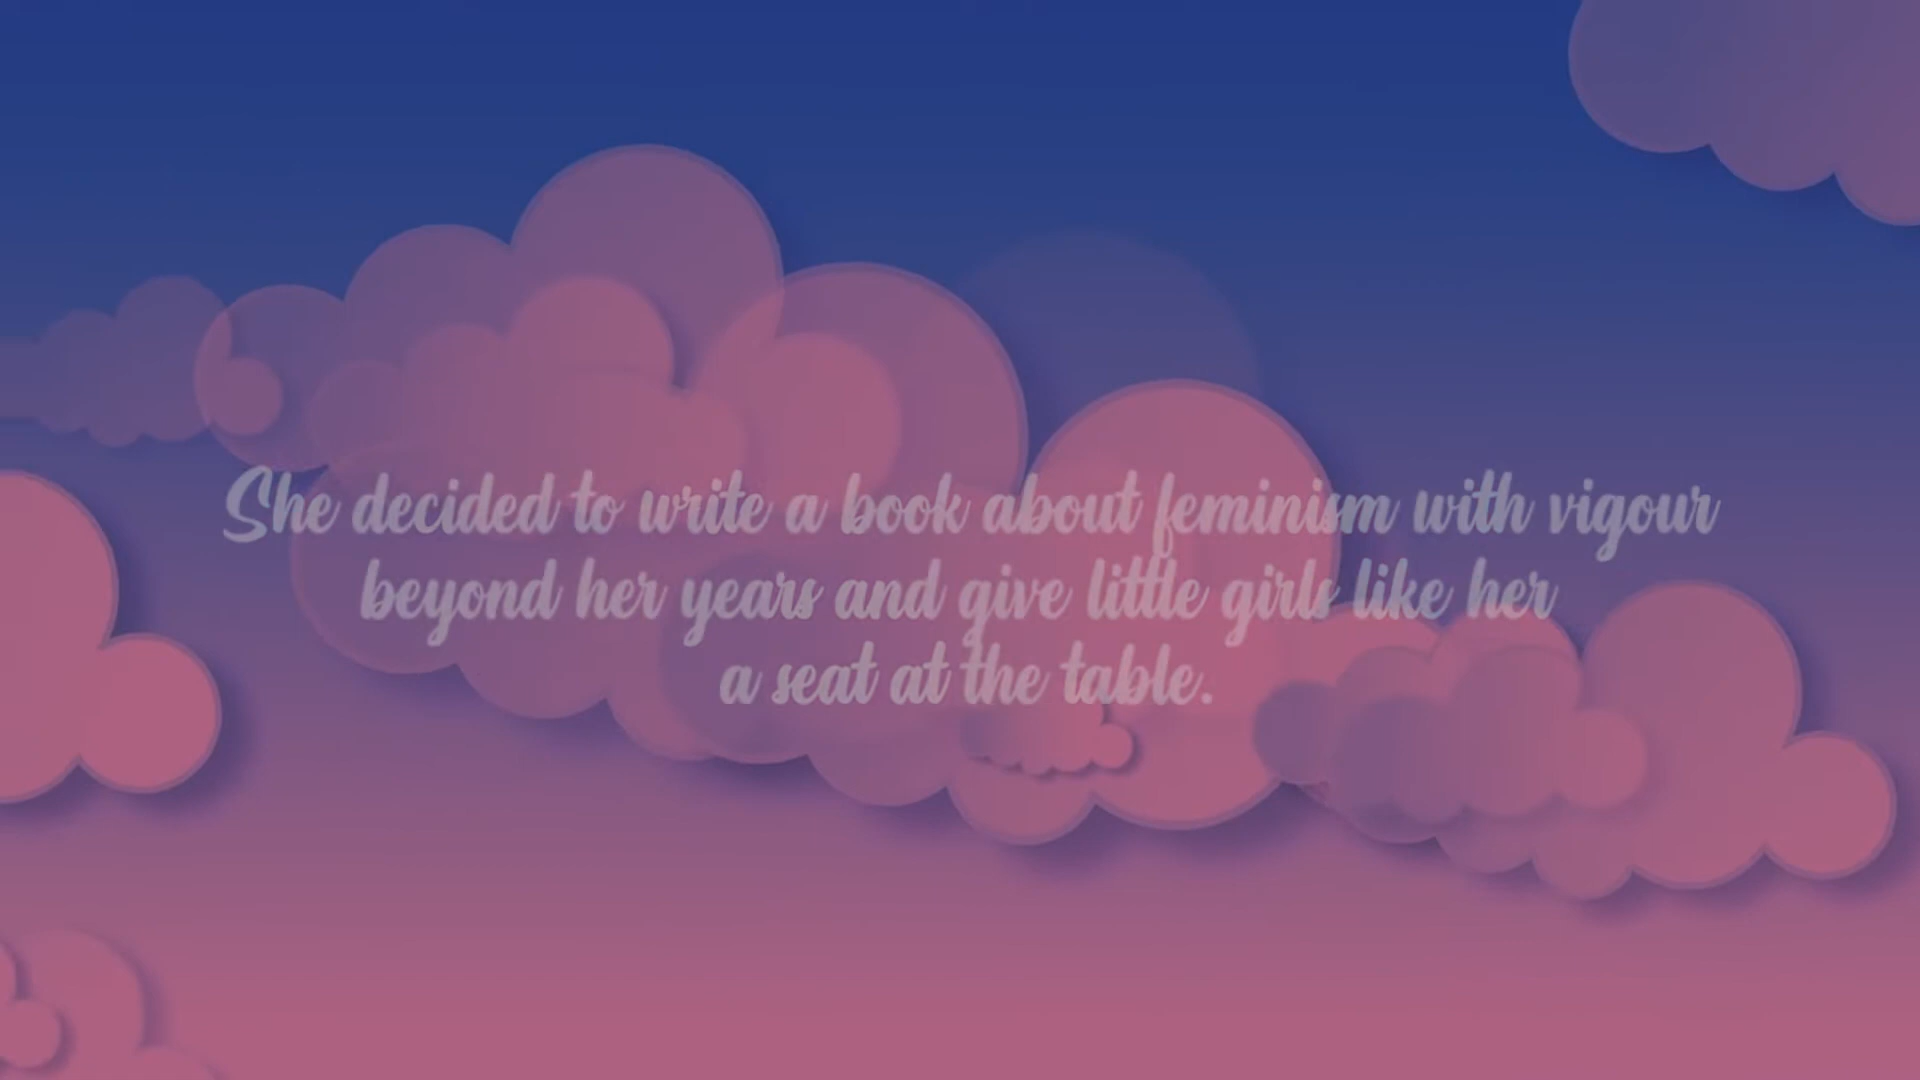 She decided to write a book about feminism with vigour
beyond her years and give little girls like her
a seat at the table.